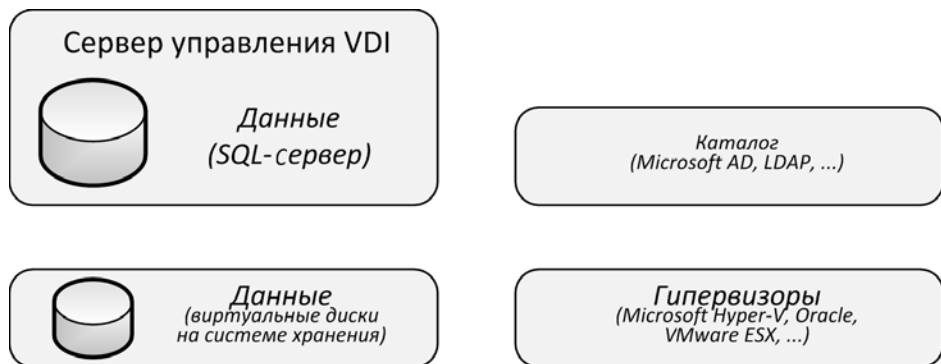 Сервер управления VDI
Данные
(SQL-сервер)
Каталог
(Microsoft AD, LDAP, ...)
Данные
(виртуальные диски
на системе хранения)
Гипервизоры
(Microsoft Hyper-V, Oracle,
VMware ESX, ...)